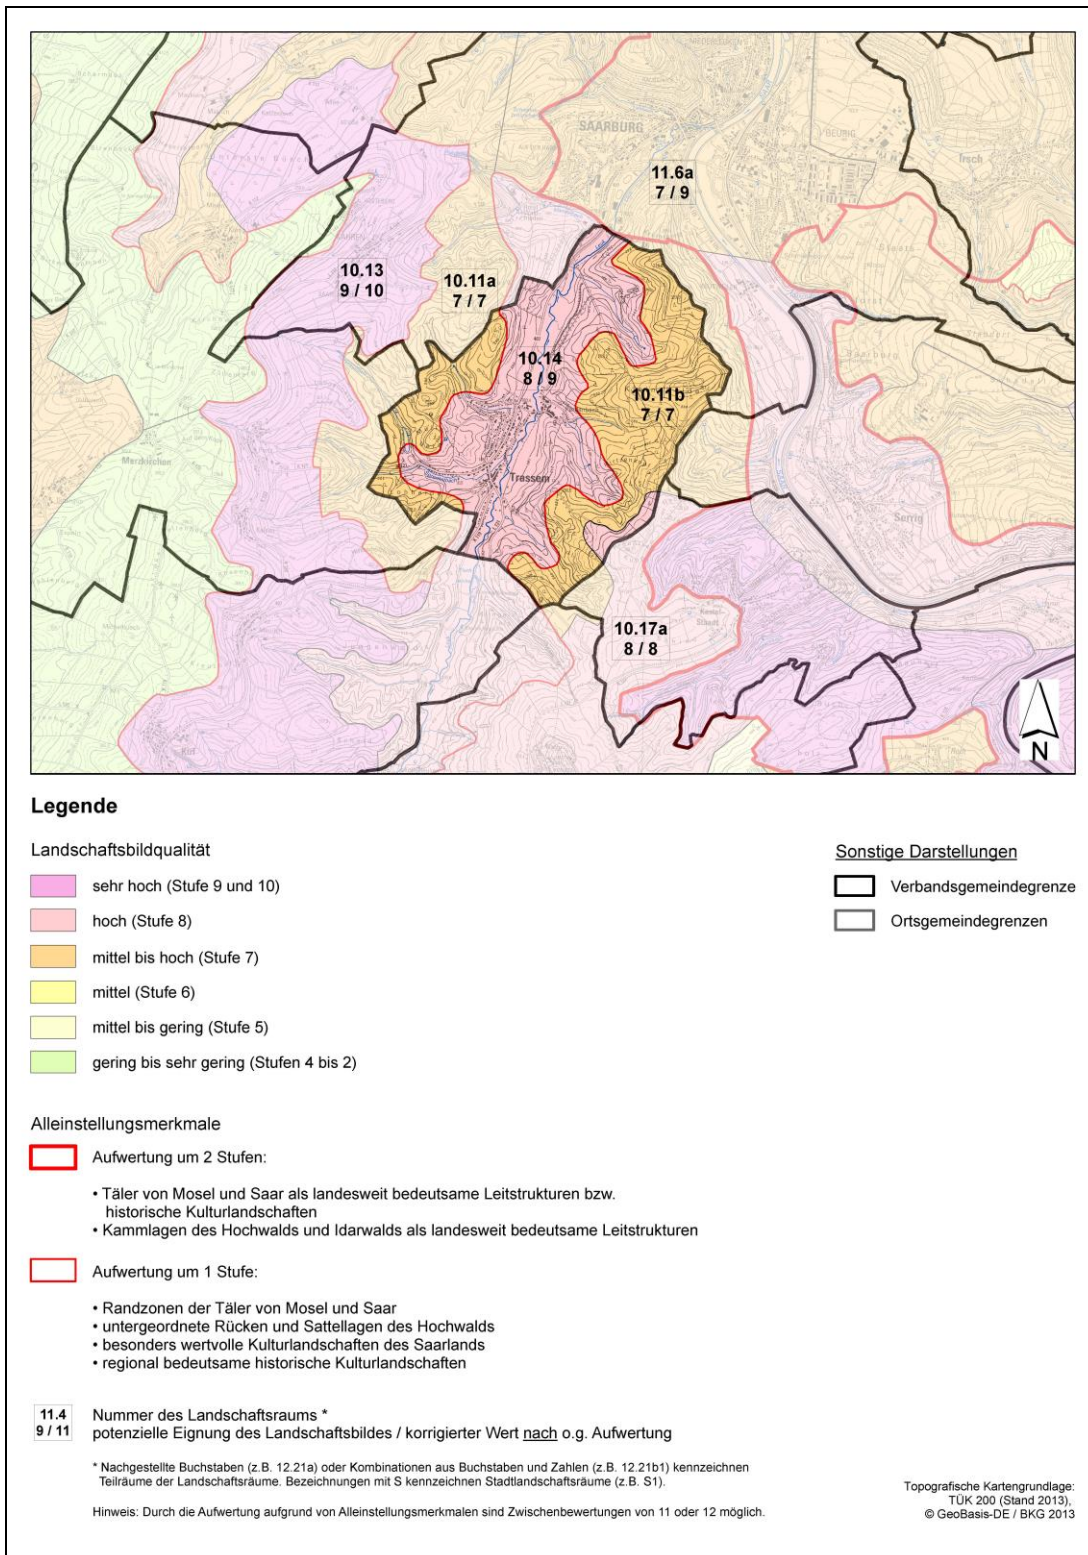 SAARBURG
BEURIG
Irsch
11.6a
7 / 9
10.13
9 / 10
10.11a
7 / 7
10.14
8 / 9
10.11b
7 / 7
Merzkirchen
Trassem
Serrig
10.17a
8 / 8
N
Legende
Landschaftsbildqualität
sehr hoch (Stufe 9 und 10)
hoch (Stufe 8)
mittel bis hoch (Stufe 7)
mittel (Stufe 6)
mittel bis gering (Stufe 5)
gering bis sehr gering (Stufen 4 bis 2)
Sonstige Darstellungen
Verbandsgemeindegrenze
Ortsgemeindegrenzen
Alleinstellungsmerkmale
Aufwertung um 2 Stufen:
• Täler von Mosel und Saar als landesweit bedeutsame Leitstrukturen bzw.
historische Kulturlandschaften
• Kammlagen des Hochwalds und Idarwalds als landesweit bedeutsame Leitstrukturen
Aufwertung um 1 Stufe:
• Randzonen der Täler von Mosel und Saar
• untergeordnete Rücken und Sattellagen des Hochwalds
• besonders wertvolle Kulturlandschaften des Saarlands
• regional bedeutsame historische Kulturlandschaften
11.4
9 / 11
Nummer des Landschaftsraums *
potenzielle Eignung des Landschaftsbildes / korrigierter Wert nach o.g. Aufwertung
* Nachgestellte Buchstaben (z.B. 12.21a) oder Kombinationen aus Buchstaben und Zahlen (z.B. 12.21b1) kennzeichnen
Teilräume der Landschaftsräume. Bezeichnungen mit S kennzeichnen Stadtlandschaftsräume (z.B. S1).
Hinweis: Durch die Aufwertung aufgrund von Alleinstellungsmerkmalen sind Zwischenbewertungen von 11 oder 12 möglich.
Topografische Kartengrundlage:
TÜK 200 (Stand 2013),
© GeoBasis-DE / BKG 2013